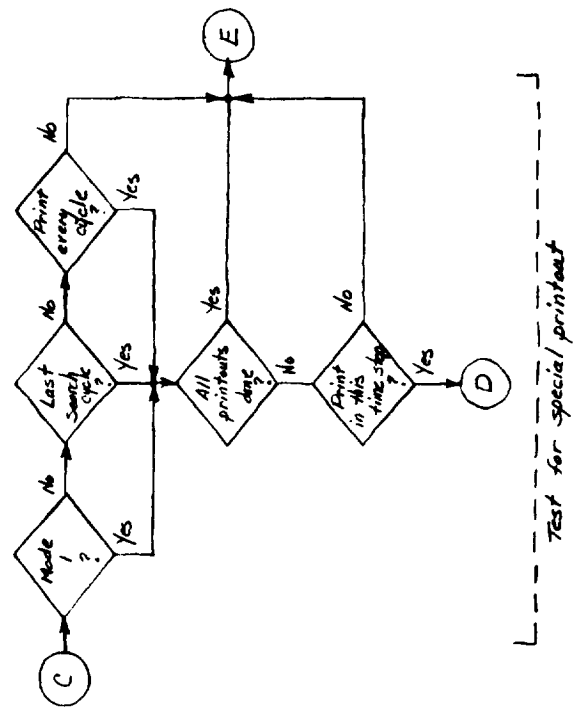 C
Mode
1
?
No
Yes
Last
search
cycle
?
No
Yes
Print
every
cycle
?
No
Yes
E
All
printouts
done
?
Yes
No
Print
in this
time step
?
No
Yes
D
Test for special printout